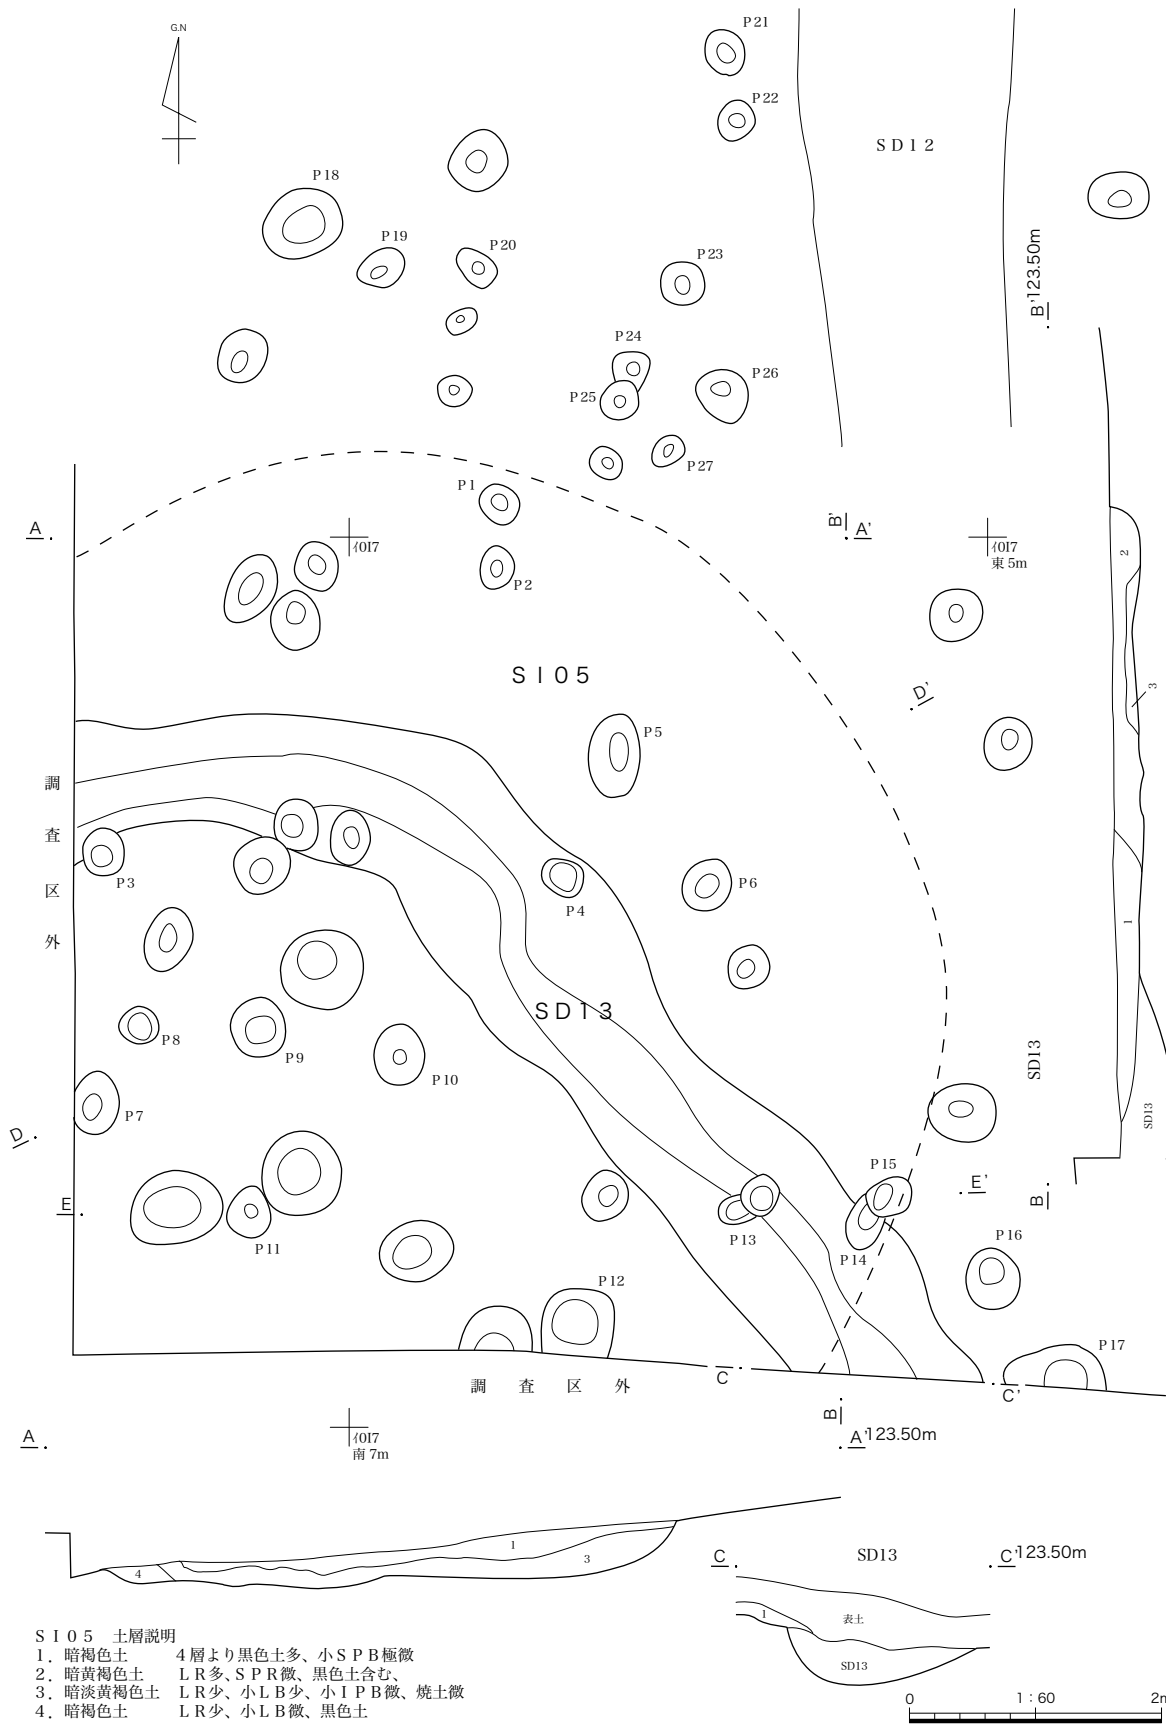 G.N
P21
P22
SD12
P18
P19
P20
P23
B' 123.50m
P24
P25
P26
P27
P1
A
B'
A'
イ0I7
イ0I7
東5m
2
P2
SI05
D'
3
P5
調査区外
P3
P4
P6
1
SD13
P8
P9
P10
SD13
SD13
P7
D
E
P15
E'
B
P11
P13
P14
P16
P12
P17
C
C'
調査区外
B
A
イ0I7
南7m
A' 123.50m
1
3
4
C
SD13
C' 123.50m
1
表土
SD13
SI05 土層説明
1．暗褐色土 4層より黒色土多、小SPB極微
2．暗黄褐色土 LR多、SPR微、黒色土含む、
3．暗淡黄褐色土 LR少、小LB少、小IPB微、焼土微
4．暗褐色土 LR少、小LB微、黒色土
0 1：60 2m